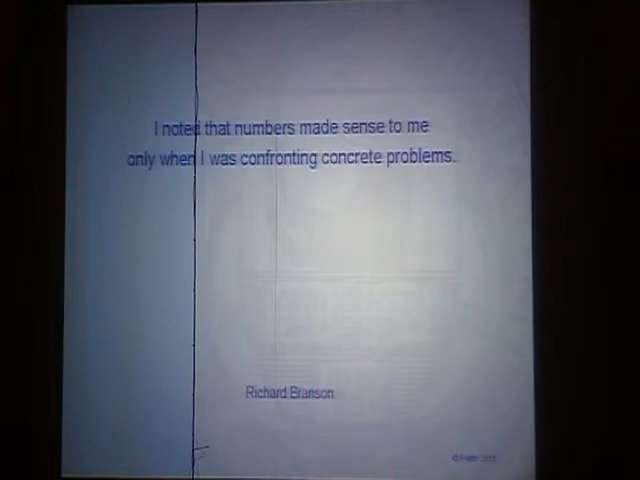 I noted that numbers made sense to me
only when I was confronting concrete problems.
Richard Branson